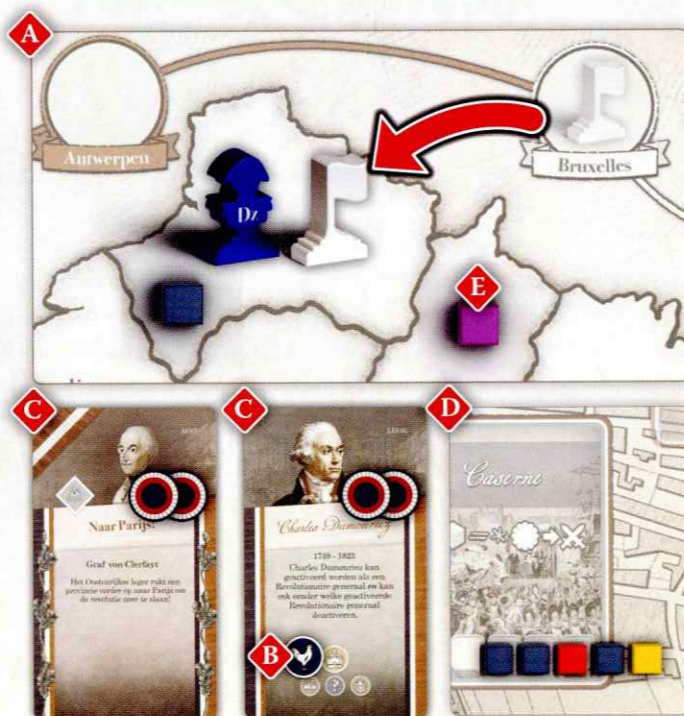 A
Antwerpen
Bruxelles
Dz
E
C
Naar Parijs!
Graf von Clerfayt
Het Oostenrijkse leger rukt een
provincie verder op naar Parijs om
de revolutie neer te slaan!
C
Charles Dumouriez
1739 - 1823
Charles Dumouriez kan
geactiveerd worden als een
Revolutionaire generaal en kan
ook eender welke geactiveerde
Revolutionaire generaal
deactiveren.
B
?
D
Caserne